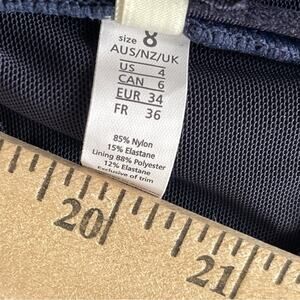 size 8
AUS/NZ/UK
US 4
CAN 6
EUR 34
FR 36
85% Nylon
15% Elastane
Lining 88% Polyester
12% Elastane
Exclusive of trim
20
21